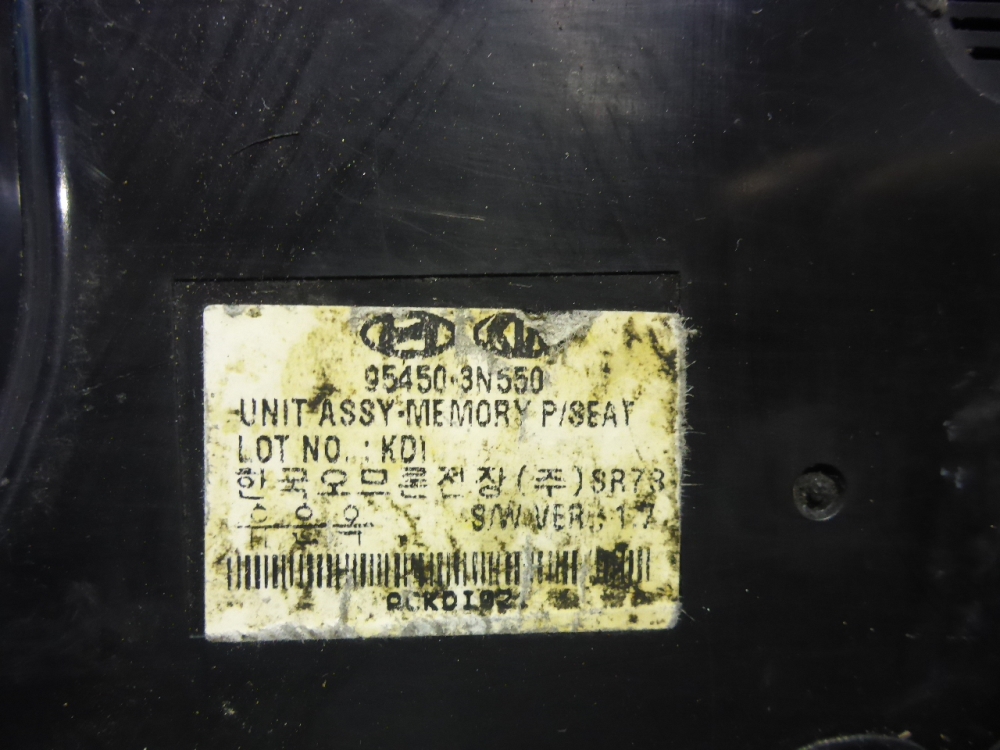 KIA
95450-3N550
UNIT ASSY-MEMORY P/SEAT
LOT NO. : KDI
한국오므론전장(주)
S/W VER : 1.7